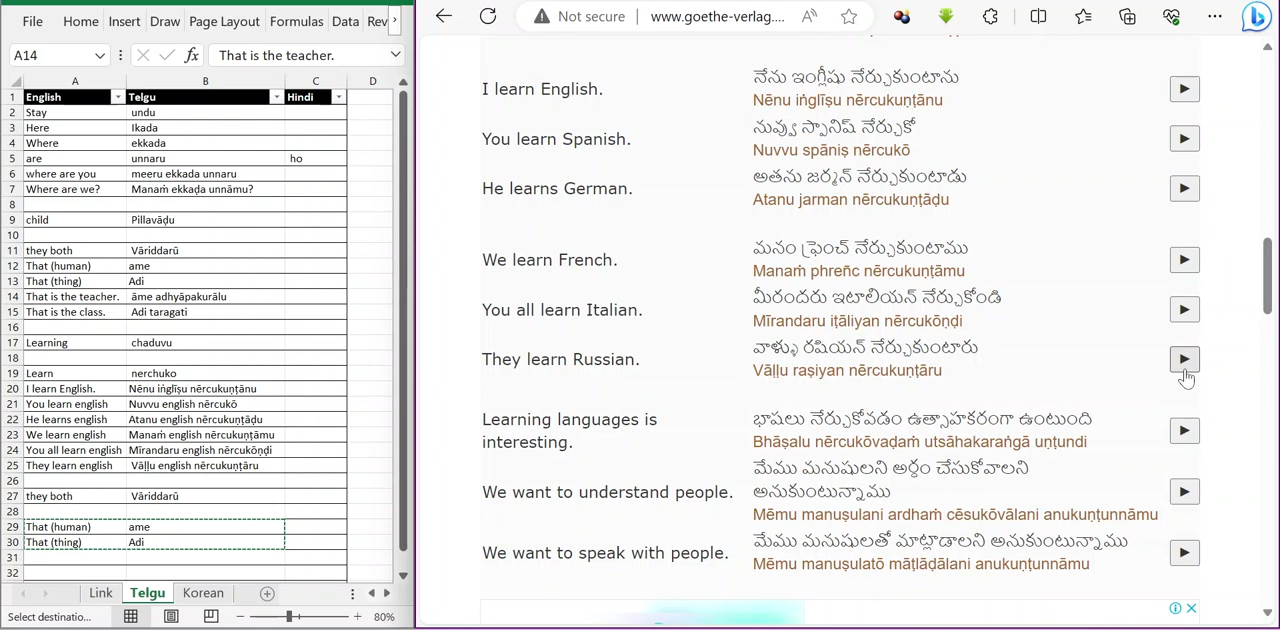 File Home Insert Draw Page Layout Formulas Data Rev
A14 fx That is the teacher.
A B C D
1 English Telgu Hindi
2 Stay undu
3 Here Ikada
4 Where ekkada
5 are unnaru ho
6 where are you meeru ekkada unnaru
7 Where are we? Manaṁ ekkaḍa unnāmu?
8
9 child Pillavāḍu
10
11 they both Vāriddarū
12 That (human) ame
13 That (thing) Adi
14 That is the teacher. āme adhyāpakurālu
15 That is the class. Adi taragati
16
17 Learning chaduvu
18
19 Learn nerchuko
20 I learn English. Nēnu iṅglīṣu nērcukuṇṭānu
21 You learn english Nuvvu english nērcukō
22 He learns english Atanu english nērcukuṇṭāḍu
23 We learn english Manaṁ english nērcukuṇṭāmu
24 You all learn english Mīrandaru english nērcukōṇḍi
25 They learn english Vāḷḷu english nērcukuṇṭāru
26
27 they both Vāriddarū
28
29 That (human) ame
30 That (thing) Adi
31
32
Link Telgu Korean
Select destinatio... 80%
Not secure www.goethe-verlag....
I learn English.
నేను ఇంగ్లీషు నేర్చుకుంటాను
Nēnu iṅglīṣu nērcukuṇṭānu
You learn Spanish.
నువ్వు స్పానిష్ నేర్చుకో
Nuvvu spāniṣ nērcukō
He learns German.
అతను జర్మన్ నేర్చుకుంటాడు
Atanu jarman nērcukuṇṭāḍu
We learn French.
మనం ఫ్రెంచ్ నేర్చుకుంటాము
Manaṁ phren̄c nērcukuṇṭāmu
You all learn Italian.
మీరందరు ఇటాలియన్ నేర్చుకోండి
Mīrandaru iṭāliyan nērcukōṇḍi
They learn Russian.
వాళ్ళు రషియన్ నేర్చుకుంటారు
Vāḷḷu raṣiyan nērcukuṇṭāru
Learning languages is
interesting.
భాషలు నేర్చుకోవడం ఉత్సాహకరంగా ఉంటుంది
Bhāṣalu nērcukōvaḍaṁ utsāhakaraṅgā uṇṭundi
We want to understand people.
మేము మనుషులని అర్ధం చేసుకోవాలని
అనుకుంటున్నాము
Mēmu manuṣulani ardhaṁ cēsukōvālani anukuṇṭunnāmu
We want to speak with people.
మేము మనుషులతో మాట్లాడాలని అనుకుంటున్నాము
Mēmu manuṣulatō māṭlāḍālani anukuṇṭunnāmu